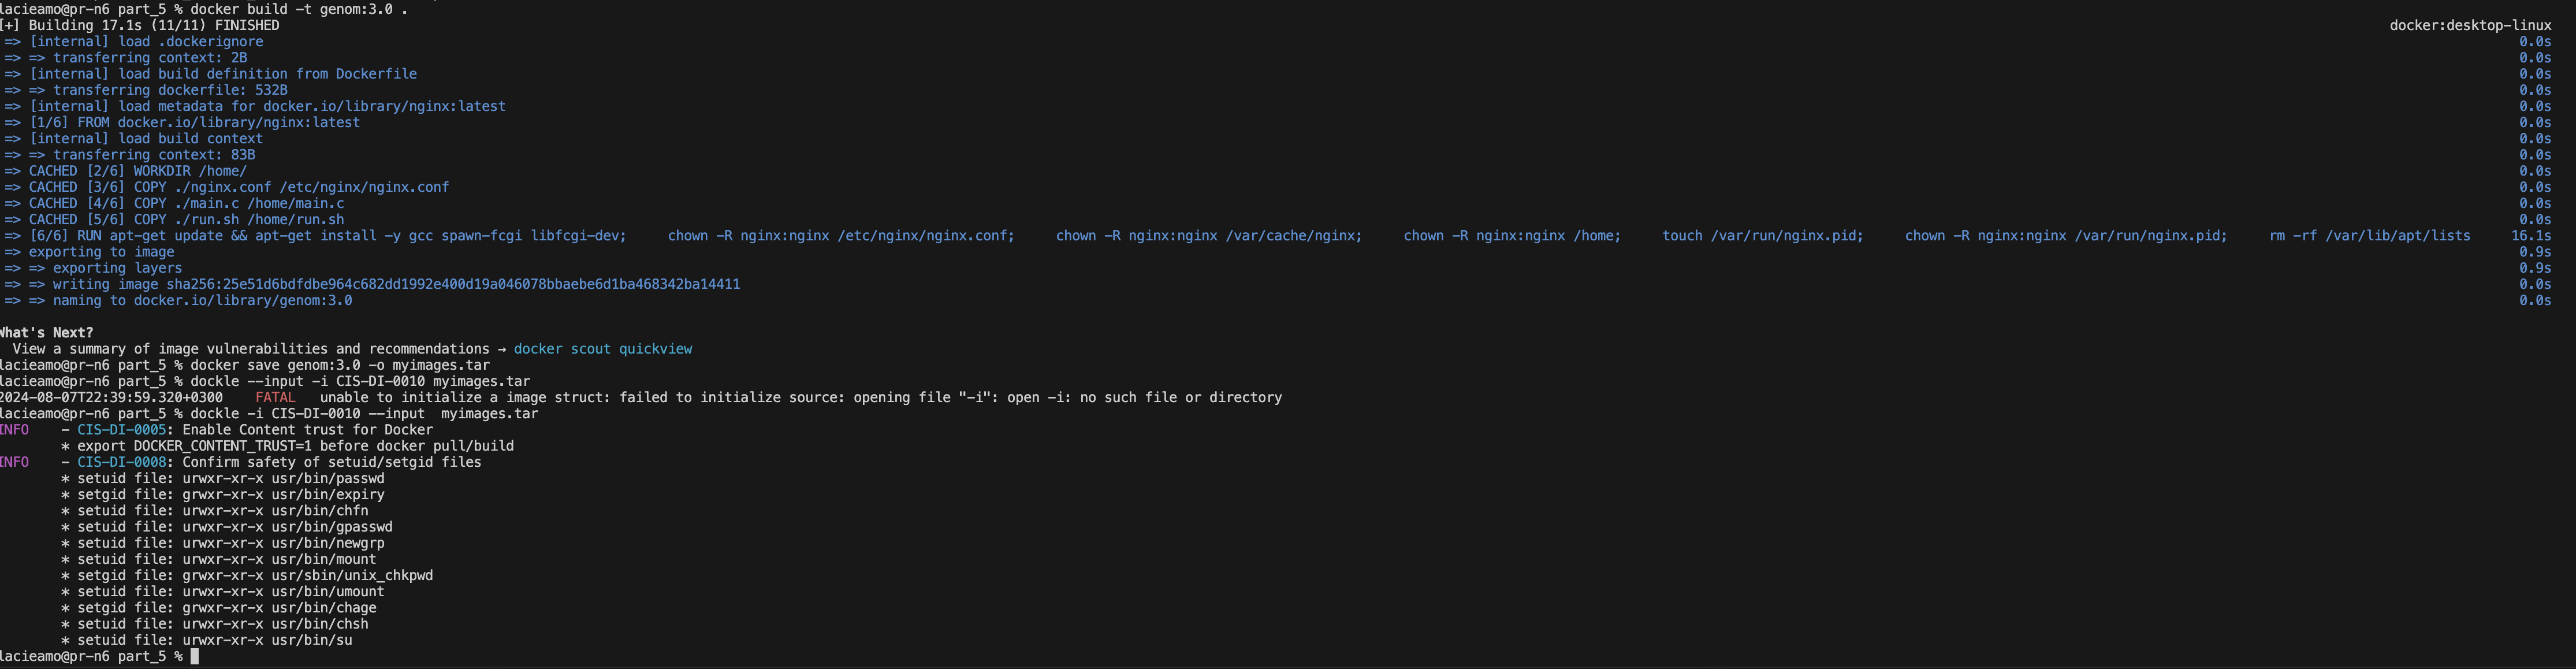 lacieamo@pr-n6 part_5 % docker build -t genom:3.0 .
[+] Building 17.1s (11/11) FINISHED docker:desktop-linux
=> [internal] load .dockerignore 0.0s
=> => transferring context: 2B 0.0s
=> [internal] load build definition from Dockerfile 0.0s
=> => transferring dockerfile: 532B 0.0s
=> [internal] load metadata for docker.io/library/nginx:latest 0.0s
=> [1/6] FROM docker.io/library/nginx:latest 0.0s
=> [internal] load build context 0.0s
=> => transferring context: 83B 0.0s
=> CACHED [2/6] WORKDIR /home/ 0.0s
=> CACHED [3/6] COPY ./nginx.conf /etc/nginx/nginx.conf 0.0s
=> CACHED [4/6] COPY ./main.c /home/main.c 0.0s
=> CACHED [5/6] COPY ./run.sh /home/run.sh 0.0s
=> [6/6] RUN apt-get update && apt-get install -y gcc spawn-fcgi libfcgi-dev; chown -R nginx:nginx /etc/nginx/nginx.conf; chown -R nginx:nginx /var/cache/nginx; chown -R nginx:nginx /home; touch /var/run/nginx.pid; chown -R nginx:nginx /var/run/nginx.pid; rm -rf /var/lib/apt/lists 16.1s
=> exporting to image 0.9s
=> => exporting layers 0.9s
=> => writing image sha256:25e51d6bdfdbe964c682dd1992e400d19a046078bbaebe6d1ba468342ba14411 0.0s
=> => naming to docker.io/library/genom:3.0 0.0s
What's Next?
View a summary of image vulnerabilities and recommendations → docker scout quickview
lacieamo@pr-n6 part_5 % docker save genom:3.0 -o myimages.tar
lacieamo@pr-n6 part_5 % dockle --input -i CIS-DI-0010 myimages.tar
2024-08-07T22:39:59.320+0300 FATAL unable to initialize a image struct: failed to initialize source: opening file "-i": open -i: no such file or directory
lacieamo@pr-n6 part_5 % dockle -i CIS-DI-0010 --input  myimages.tar
INFO - CIS-DI-0005: Enable Content trust for Docker
* export DOCKER_CONTENT_TRUST=1 before docker pull/build
INFO - CIS-DI-0008: Confirm safety of setuid/setgid files
* setuid file: urwxr-xr-x usr/bin/passwd
* setgid file: grwxr-xr-x usr/bin/expiry
* setuid file: urwxr-xr-x usr/bin/chfn
* setuid file: urwxr-xr-x usr/bin/gpasswd
* setuid file: urwxr-xr-x usr/bin/newgrp
* setuid file: urwxr-xr-x usr/bin/mount
* setgid file: grwxr-xr-x usr/sbin/unix_chkpwd
* setuid file: urwxr-xr-x usr/bin/umount
* setgid file: grwxr-xr-x usr/bin/chage
* setuid file: urwxr-xr-x usr/bin/chsh
* setuid file: urwxr-xr-x usr/bin/su
lacieamo@pr-n6 part_5 %